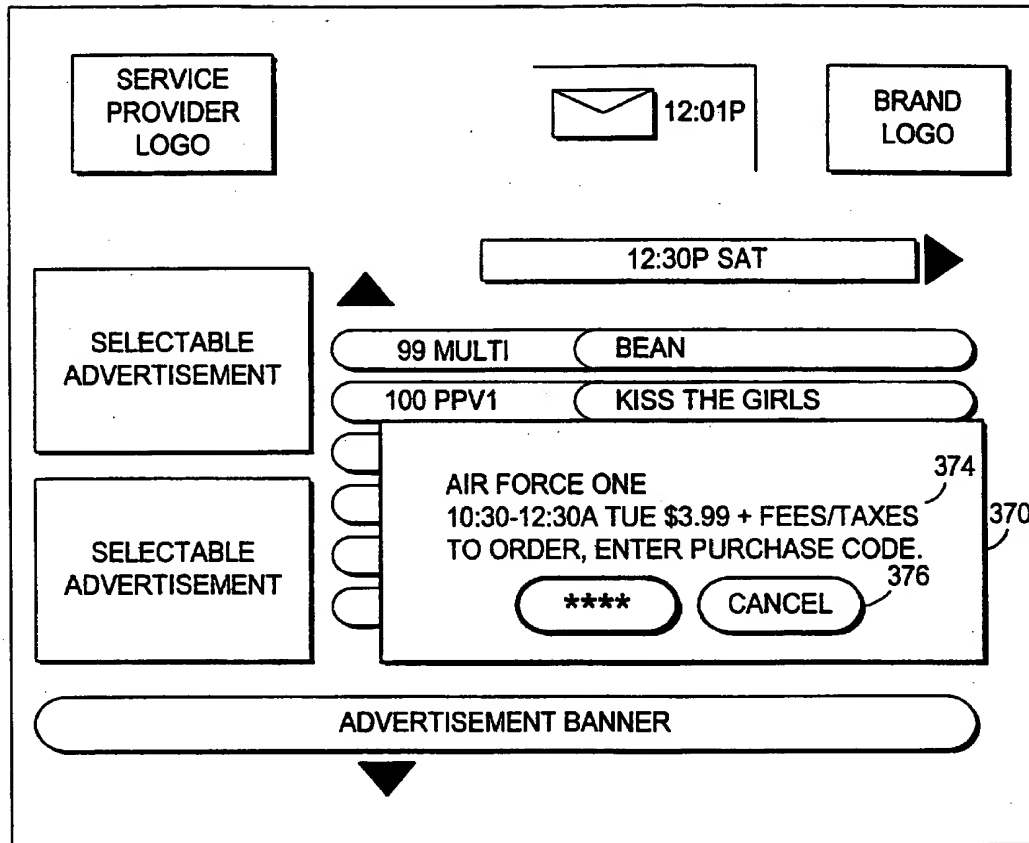 SERVICE
PROVIDER
LOGO
12:01P
BRAND
LOGO
12:30P SAT
SELECTABLE
ADVERTISEMENT
99 MULTI BEAN
100 PPV1 KISS THE GIRLS
AIR FORCE ONE
374
10:30-12:30A TUE $3.99 + FEES/TAXES
370
TO ORDER, ENTER PURCHASE CODE.
376
**** CANCEL
SELECTABLE
ADVERTISEMENT
ADVERTISEMENT BANNER